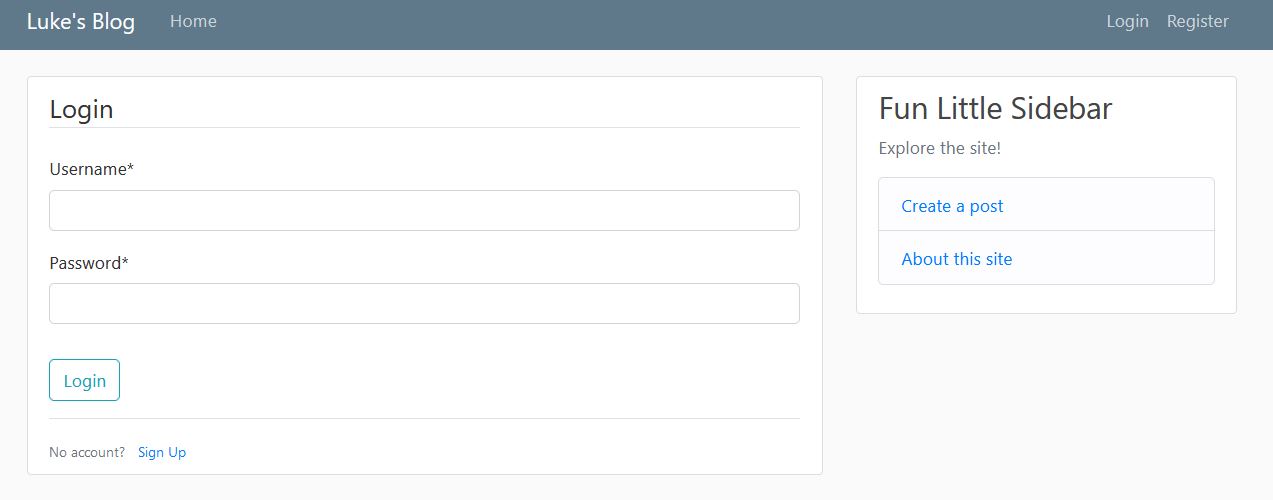 Luke's Blog Home Login Register
Login
Username*
Password*
Login
No account? Sign Up
Fun Little Sidebar
Explore the site!
Create a post
About this site